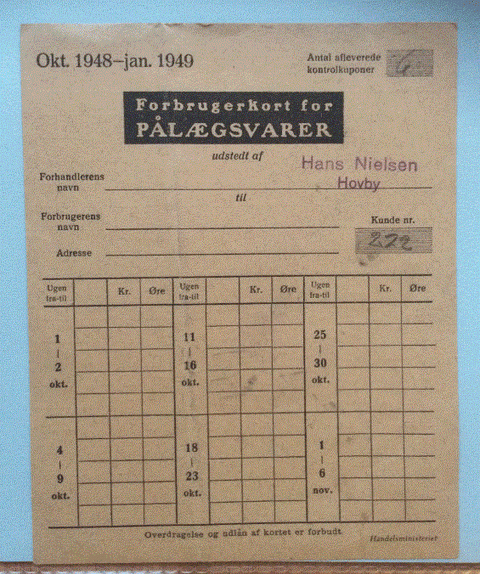 Okt. 1948–jan. 1949
Antal afleverede
kontrolkuponer
6
Forbrugerkort for
PÅLÆGSVARER
udstedt af
Hans Nielsen
Hovby
Forhandlerens
navn
til
Forbrugerens
navn
Kunde nr.
222
Adresse
Ugen fra-til Kr. Øre Ugen fra-til Kr. Øre Ugen fra-til Kr. Øre
1 – 2 okt. 11 – 16 okt. 25 – 30 okt.
4 – 9 okt. 18 – 23 okt. 1 – 6 nov.
Overdragelse og udlån af kortet er forbudt.
Handelsministeriet